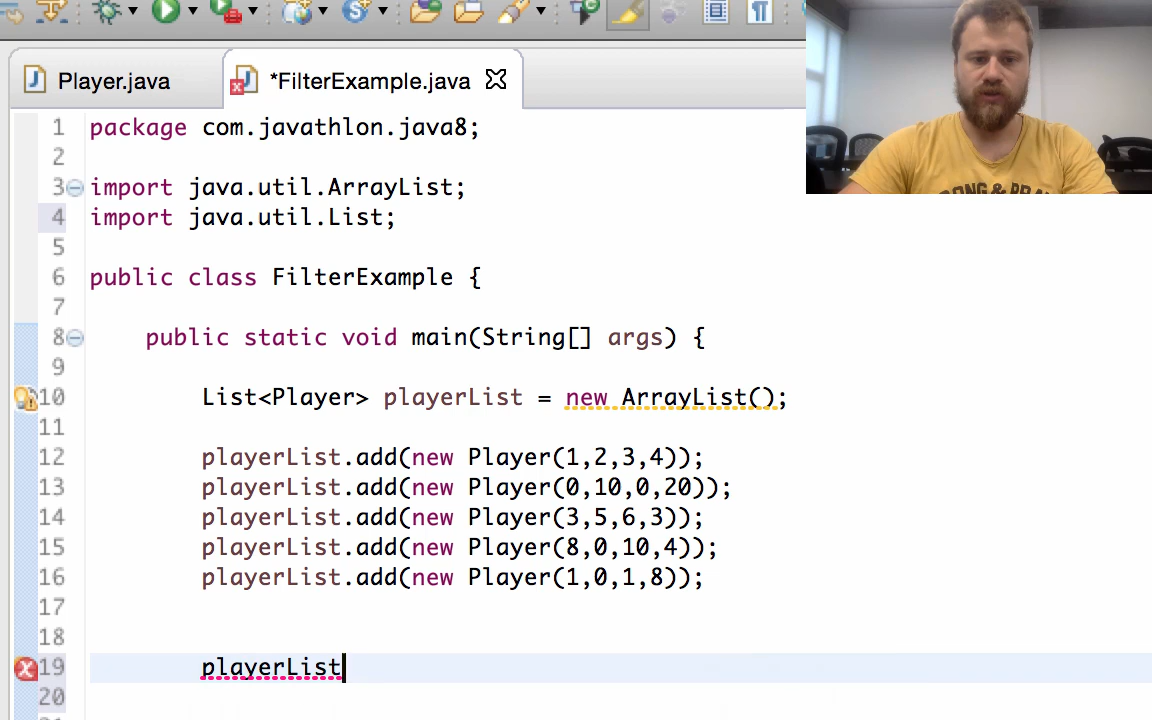 Player.java
*FilterExample.java
1 package com.javathlon.java8;
2
3 import java.util.ArrayList;
4 import java.util.List;
5
6 public class FilterExample {
7
8 public static void main(String[] args) {
9
10 List<Player> playerList = new ArrayList();
11
12 playerList.add(new Player(1,2,3,4));
13 playerList.add(new Player(0,10,0,20));
14 playerList.add(new Player(3,5,6,3));
15 playerList.add(new Player(8,0,10,4));
16 playerList.add(new Player(1,0,1,8));
17
18
19 playerList
20